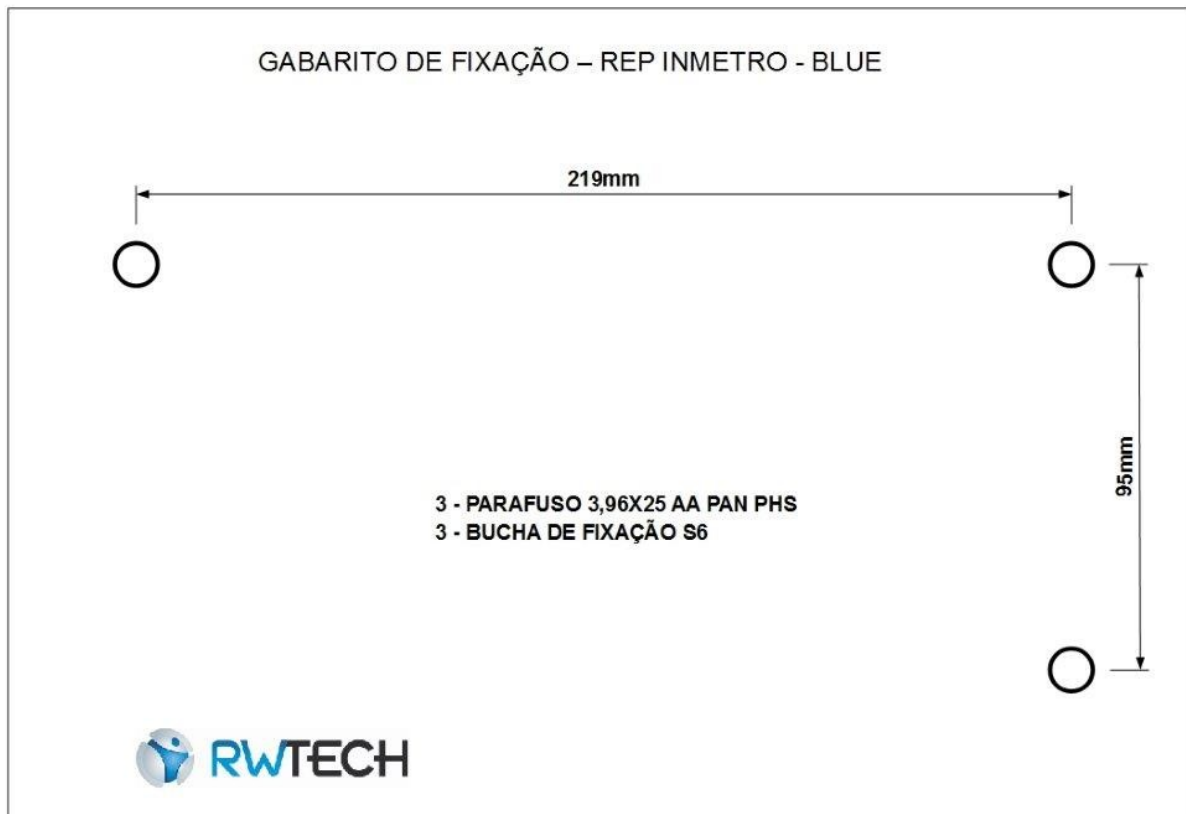 GABARITO DE FIXAÇÃO – REP INMETRO - BLUE
219mm
95mm
3 - PARAFUSO 3,96X25 AA PAN PHS
3 - BUCHA DE FIXAÇÃO S6
RWTECH